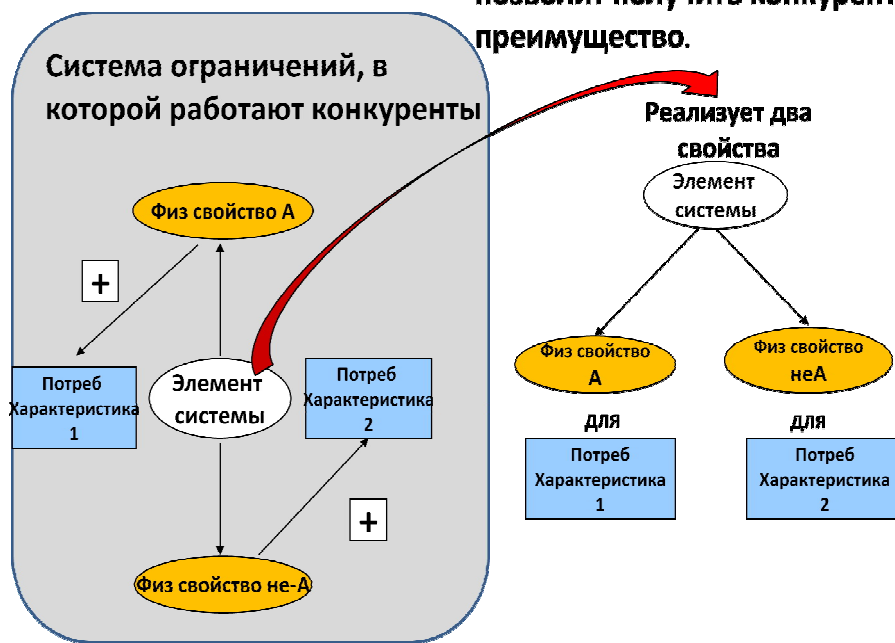 преимущество.
Система ограничений, в
которой работают конкуренты
Физ свойство А
+
Потреб
Характеристика
1
Элемент
системы
Потреб
Характеристика
2
+
Физ свойство не-А
Реализует два
свойства
Элемент
системы
Физ свойство
А
Физ свойство
неА
для
для
Потреб
Характеристика
1
Потреб
Характеристика
2